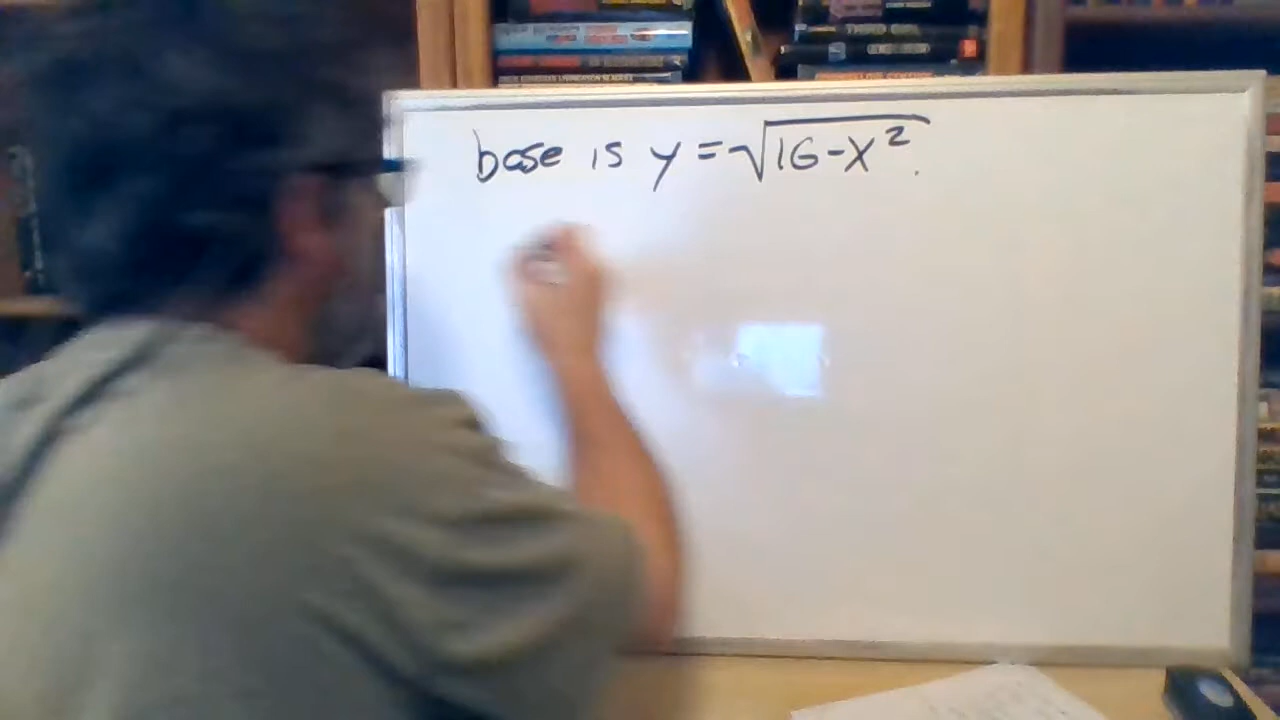 base is y = √16-x².